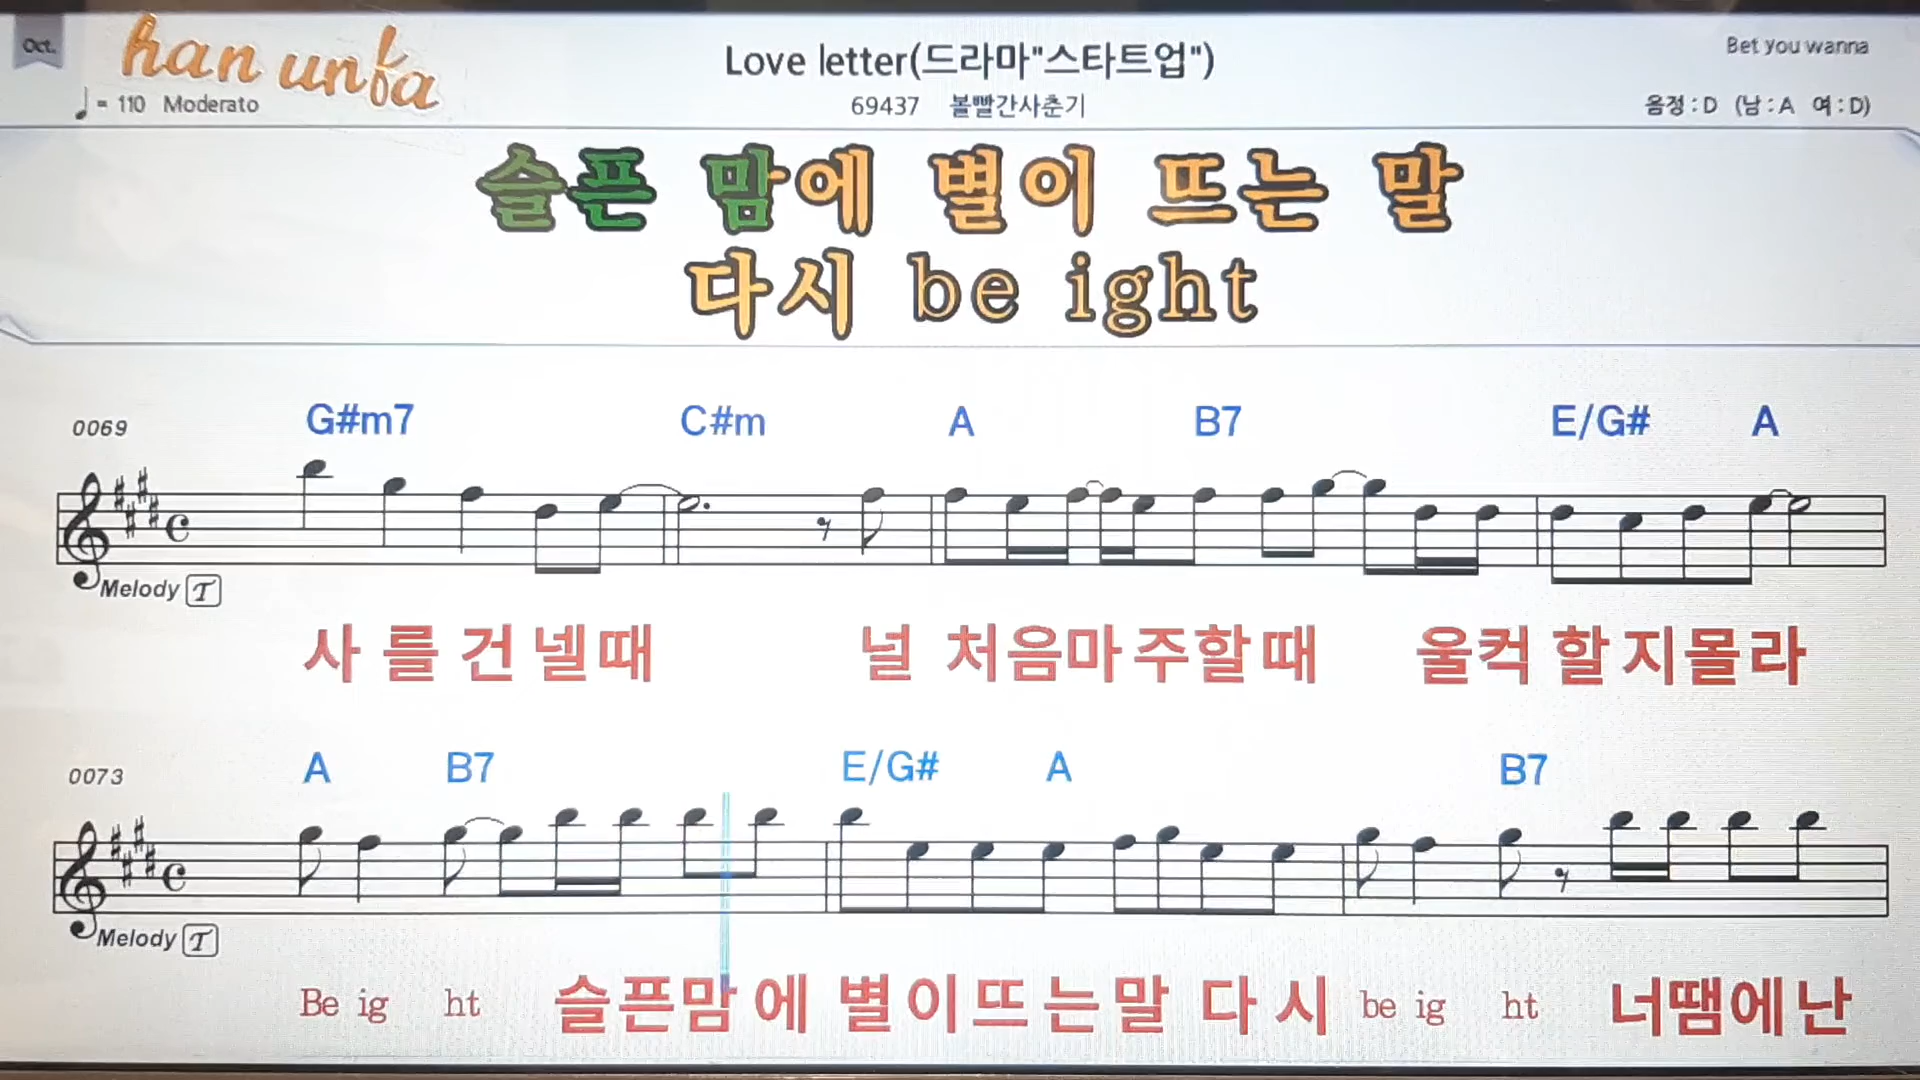 Oct.
han unfa
Love letter(드라마"스타트업")
Bet you wanna
♩= 110 Moderato
69437 볼빨간사춘기
음정 : D (남 : A 여 : D)
슬픈 맘에 별이 뜨는 말
다시 be ight
0069 G#m7 C#m A B7 E/G# A
Melody T
사 를 건 넬 때 널 처음마 주할때 울컥 할지몰라
0073 A B7 E/G# A B7
Melody T
Be ig ht 슬픈맘에 별이뜨는말 다시 be ig ht 너땜에난